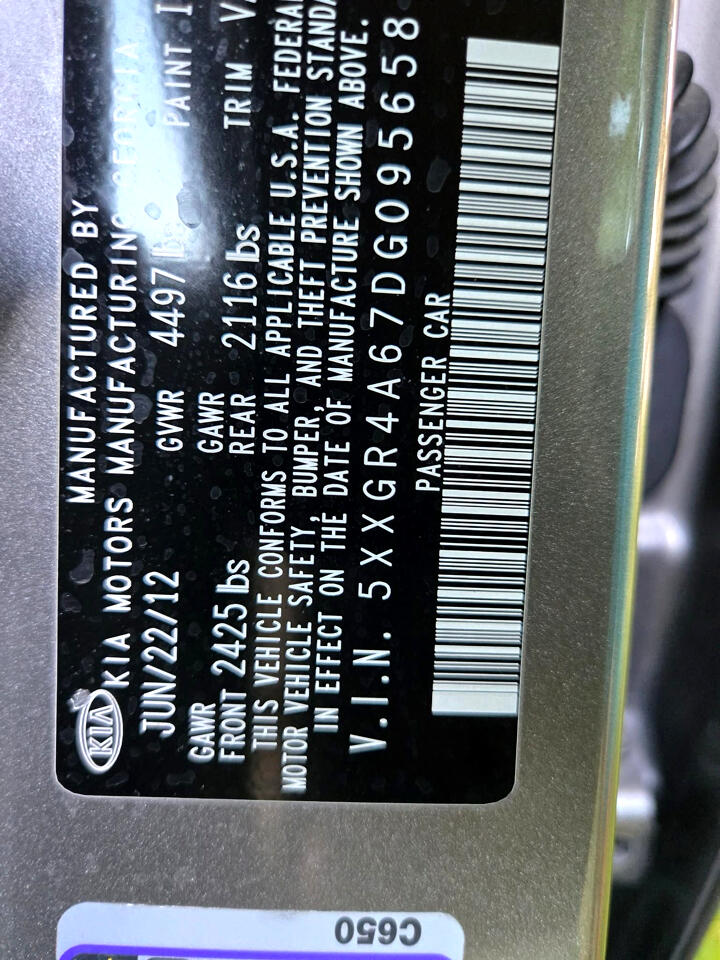 KIA
MANUFACTURED BY
KIA MOTORS MANUFACTURING GEORGIA
JUN/22/12 GVWR 4497 lbs PAINT
GAWR FRONT 2425 lbs GAWR REAR 2116 lbs TRIM
THIS VEHICLE CONFORMS TO ALL APPLICABLE U.S.A. FEDERAL
MOTOR VEHICLE SAFETY, BUMPER, AND THEFT PREVENTION
IN EFFECT ON THE DATE OF MANUFACTURE SHOWN ABOVE.
V.I.N. 5XXGR4A67DG095658
PASSENGER CAR
C650